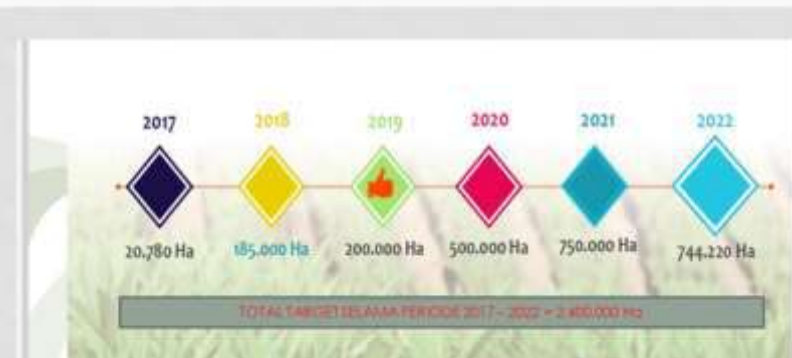 2017 2018 2019 2020 2021 2022
20.780 Ha 185.000 Ha 200.000 Ha 500.000 Ha 750.000 Ha 744.220 Ha
TOTAL TARGET SELAMA PERIODE 2017 - 2022 = 2.400.000 Ha